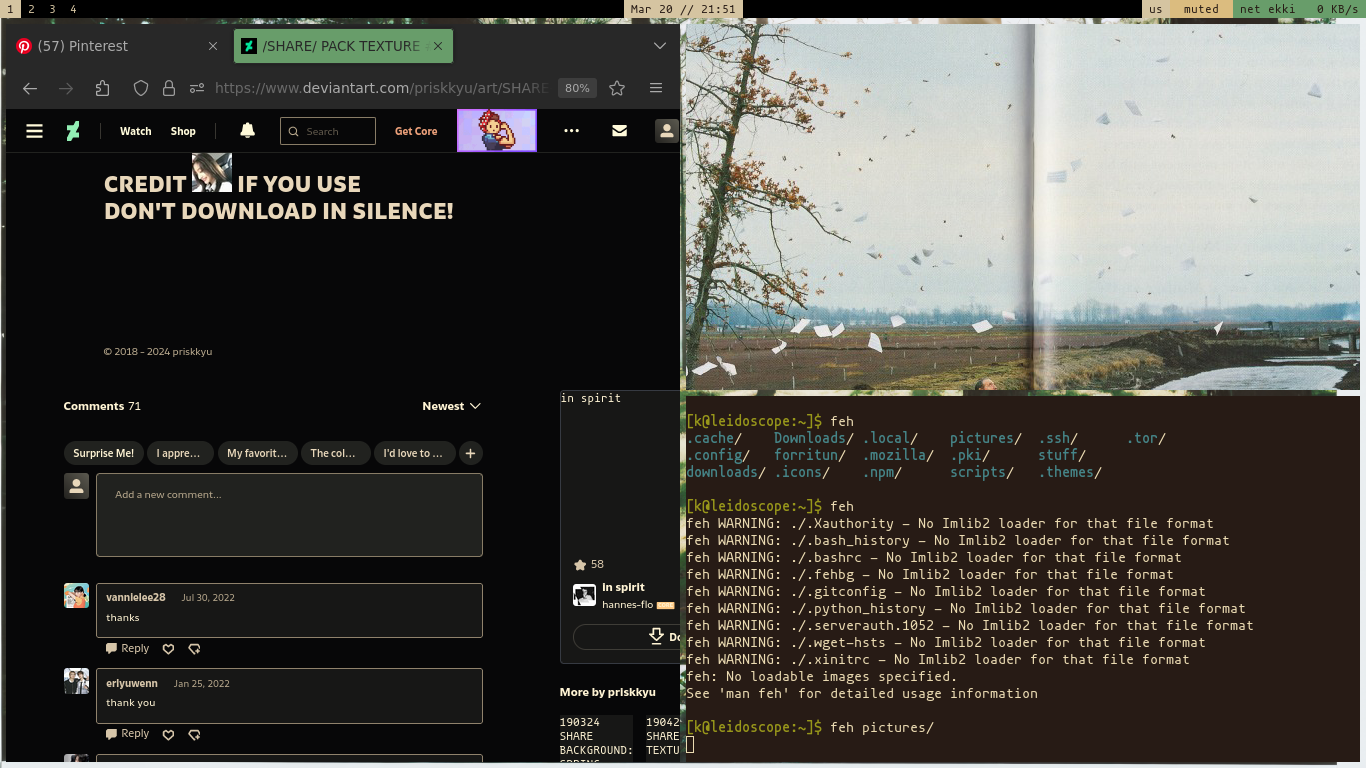 1 2 3 4
Mar 20 // 21:51
us muted net ekki 0 KB/s
(57) Pinterest
/SHARE/ PACK TEXTURE
https://www.deviantart.com/priskkyu/art/SHARE
80%
Watch Shop Search Get Core
CREDIT IF YOU USE
DON'T DOWNLOAD IN SILENCE!
© 2018 - 2024 priskkyu
Comments 71
Newest
Surprise Me! I appre... My favorit... The col... I'd love to ... +
Add a new comment...
vannielee28 Jul 30, 2022
thanks
Reply
erlyuwenn Jan 25, 2022
thank you
Reply
in spirit
58
in spirit
hannes-flo CORE
Do
More by priskkyu
190324
SHARE
BACKGROUND:
19042
SHARE
TEXTU
[k@leidoscope:~]$ feh
.cache/ Downloads/ .local/ pictures/ .ssh/ .tor/
.config/ forritun/ .mozilla/ .pki/ stuff/
downloads/ .icons/ .npm/ scripts/ .themes/
[k@leidoscope:~]$ feh
feh WARNING: ./.Xauthority – No Imlib2 loader for that file format
feh WARNING: ./.bash_history – No Imlib2 loader for that file format
feh WARNING: ./.bashrc – No Imlib2 loader for that file format
feh WARNING: ./.fehbg – No Imlib2 loader for that file format
feh WARNING: ./.gitconfig – No Imlib2 loader for that file format
feh WARNING: ./.python_history – No Imlib2 loader for that file format
feh WARNING: ./.serverauth.1052 – No Imlib2 loader for that file format
feh WARNING: ./.wget-hsts – No Imlib2 loader for that file format
feh WARNING: ./.xinitrc – No Imlib2 loader for that file format
feh: No loadable images specified.
See 'man feh' for detailed usage information
[k@leidoscope:~]$ feh pictures/